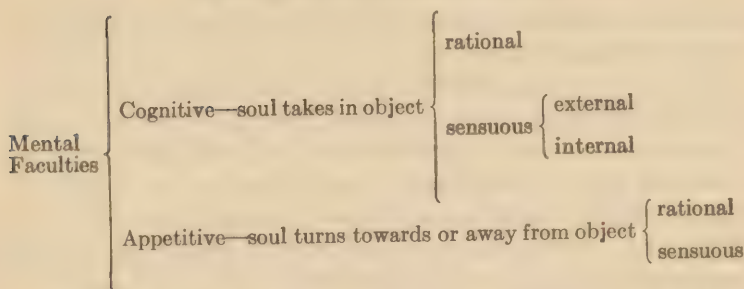 rational
Cognitive—soul takes in object
sensuous
external
internal
Mental
Faculties
Appetitive—soul turns towards or away from object
rational
sensuous